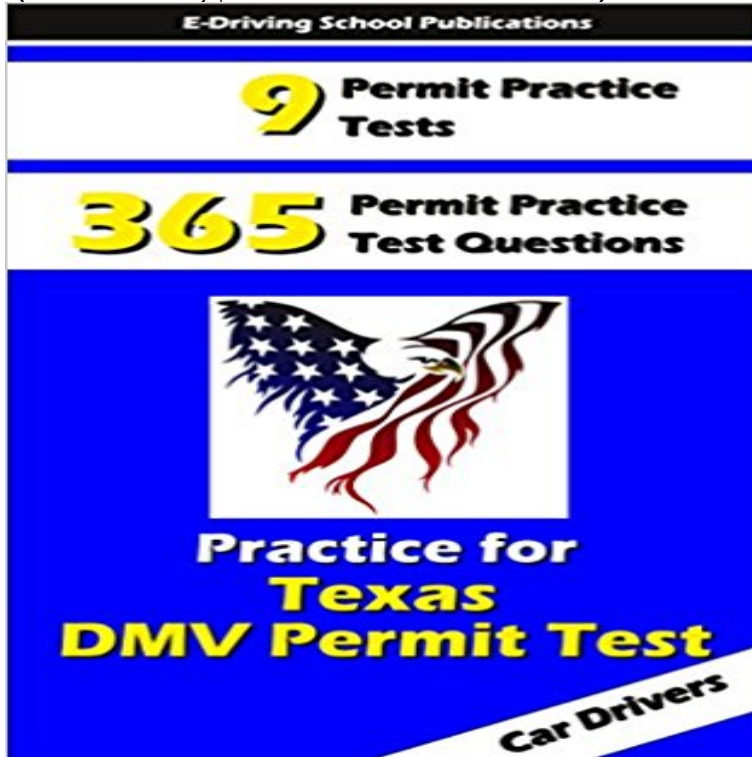 E-Driving School Publications
9 Permit Practice
Tests
365 Permit Practice
Test Questions
Practice for
Texas
DMV Permit Test
Car Drivers